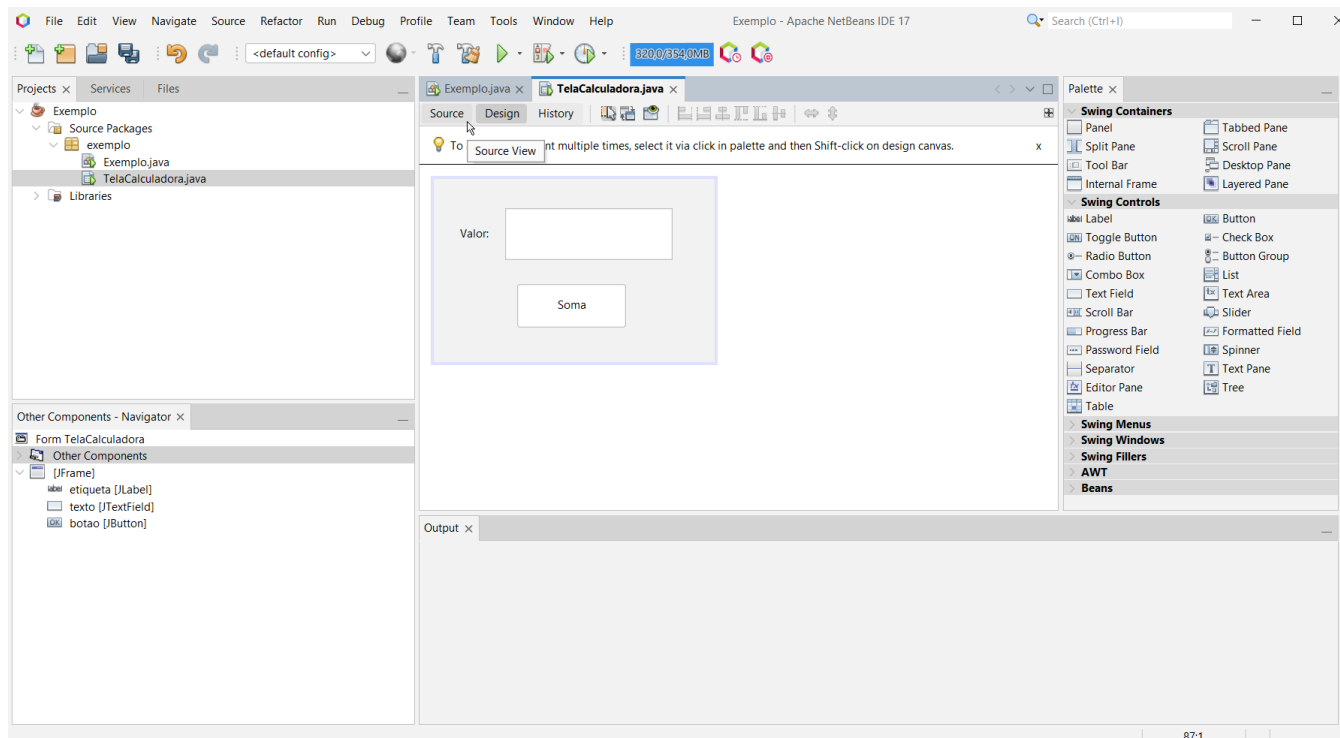 File Edit View Navigate Source Refactor Run Debug Profile Team Tools Window Help Exemplo - Apache NetBeans IDE 17 Search (Ctrl+I)
<default config> 320,0/354,0MB
Projects Services Files
Exemplo
Source Packages
exemplo
Exemplo.java
TelaCalculadora.java
Libraries
Other Components - Navigator
Form TelaCalculadora
Other Components
[JFrame]
etiqueta [JLabel]
texto [JTextField]
botao [JButton]
Exemplo.java TelaCalculadora.java
Source Design History
To nt multiple times, select it via click in palette and then Shift-click on design canvas. x
Source View
Valor:
Soma
Output
Palette
Swing Containers
Panel Tabbed Pane
Split Pane Scroll Pane
Tool Bar Desktop Pane
Internal Frame Layered Pane
Swing Controls
label Label OK Button
ON Toggle Button Check Box
Radio Button Button Group
Combo Box List
Text Field Text Area
Scroll Bar Slider
Progress Bar Formatted Field
Password Field Spinner
Separator Text Pane
Editor Pane Tree
Table
Swing Menus
Swing Windows
Swing Fillers
AWT
Beans
87:1